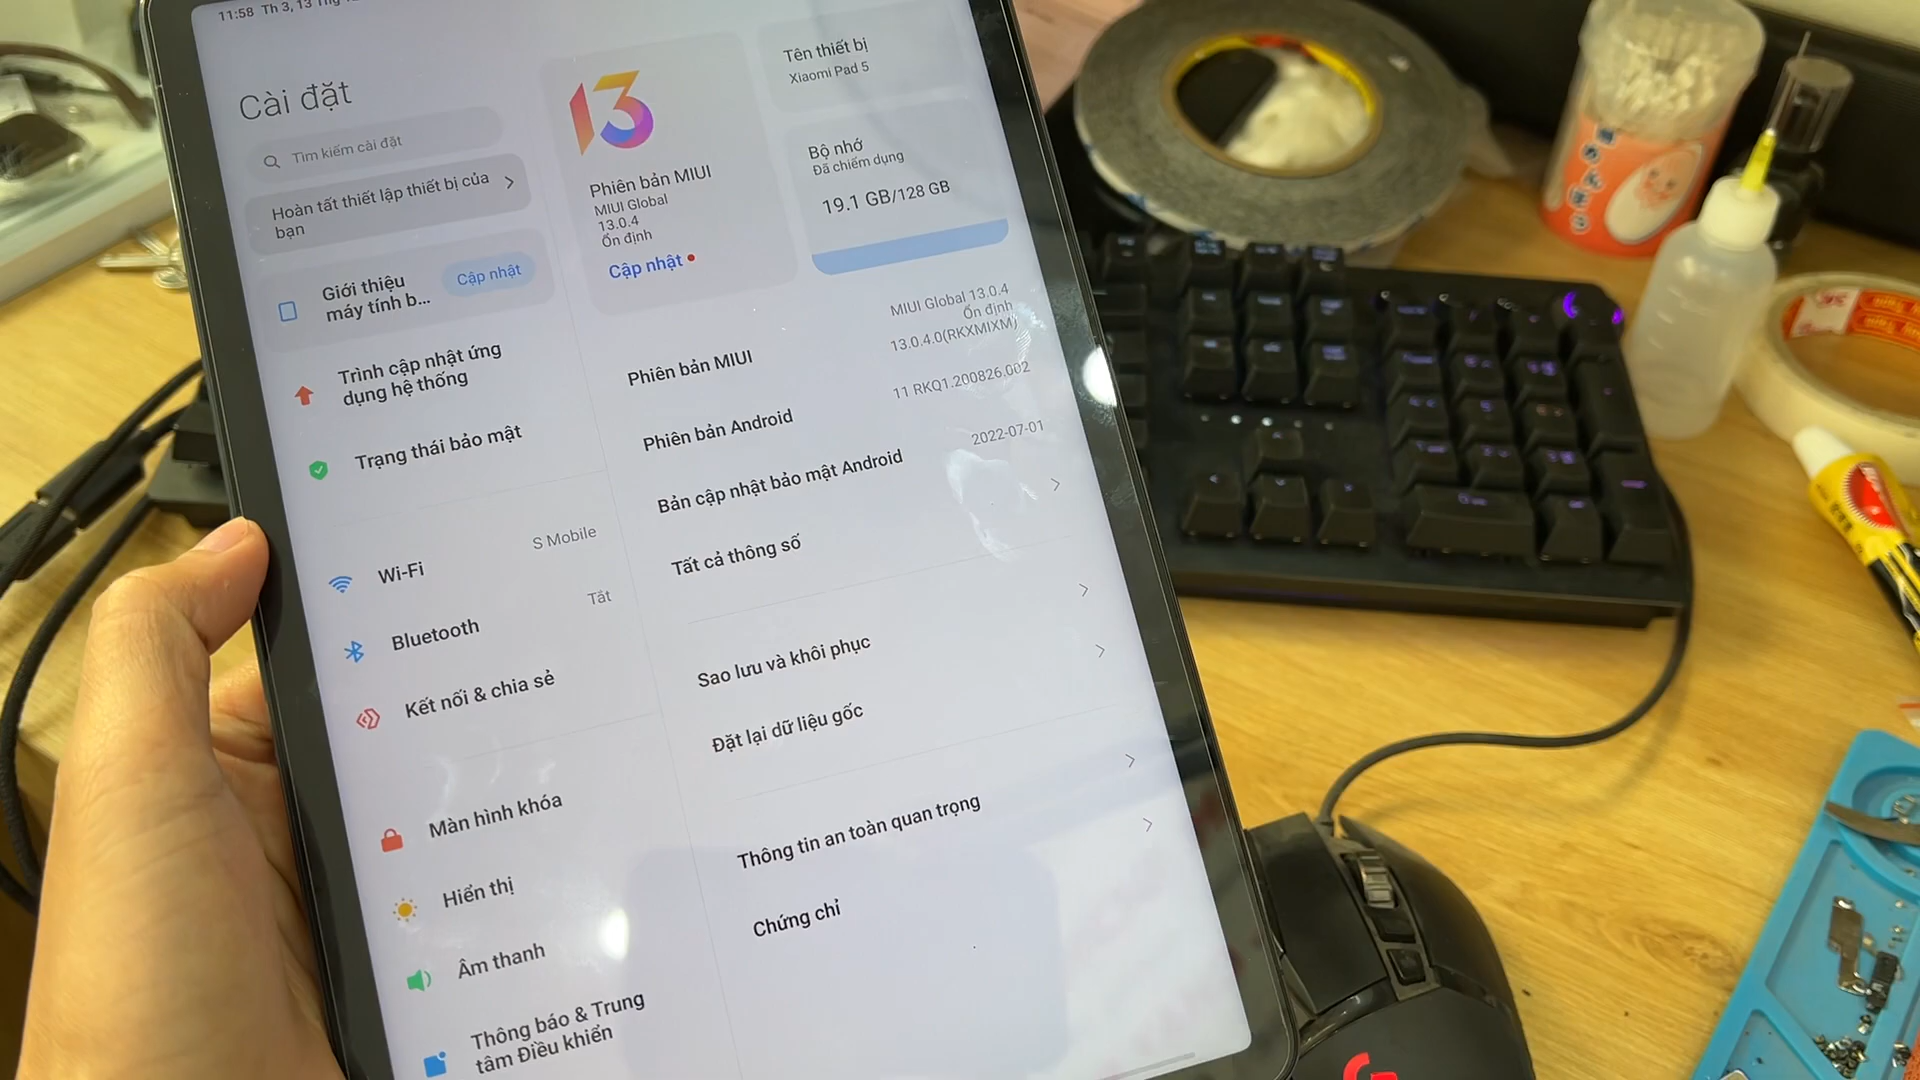 11:58 Th 3, 13
Cài đặt
Tìm kiếm cài đặt
Hoàn tất thiết lập thiết bị của
bạn
Giới thiệu
máy tính b...
Cập nhật
Trình cập nhật ứng
dụng hệ thống
Trạng thái bảo mật
Wi-Fi
S Mobile
Bluetooth
Tắt
Kết nối & chia sẻ
Màn hình khóa
Hiển thị
Âm thanh
Thông báo & Trung
tâm Điều khiển
13
Phiên bản MIUI
MIUI Global
13.0.4
Ổn định
Cập nhật
Tên thiết bị
Xiaomi Pad 5
Bộ nhớ
Đã chiếm dụng
19.1 GB/128 GB
Phiên bản MIUI
MIUI Global 13.0.4
Ổn định
13.0.4.0(RKXMIXM)
Phiên bản Android
11 RKQ1.200826.002
Bản cập nhật bảo mật Android
2022-07-01
Tất cả thông số
Sao lưu và khôi phục
Đặt lại dữ liệu gốc
Thông tin an toàn quan trọng
Chứng chỉ